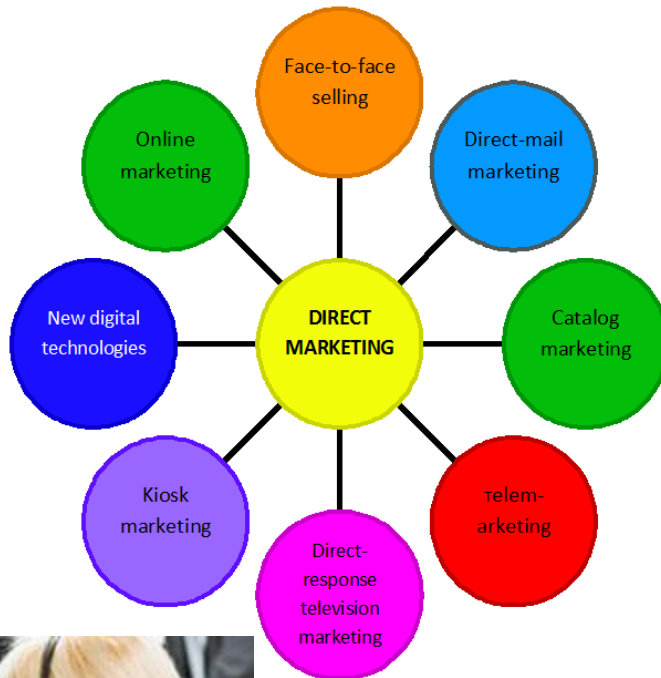 Face-to-face
selling
Online
marketing
Direct-mail
marketing
New digital
technologies
DIRECT
MARKETING
Catalog
marketing
Kiosk
marketing
тelem-
arketing
Direct-
response
television
marketing